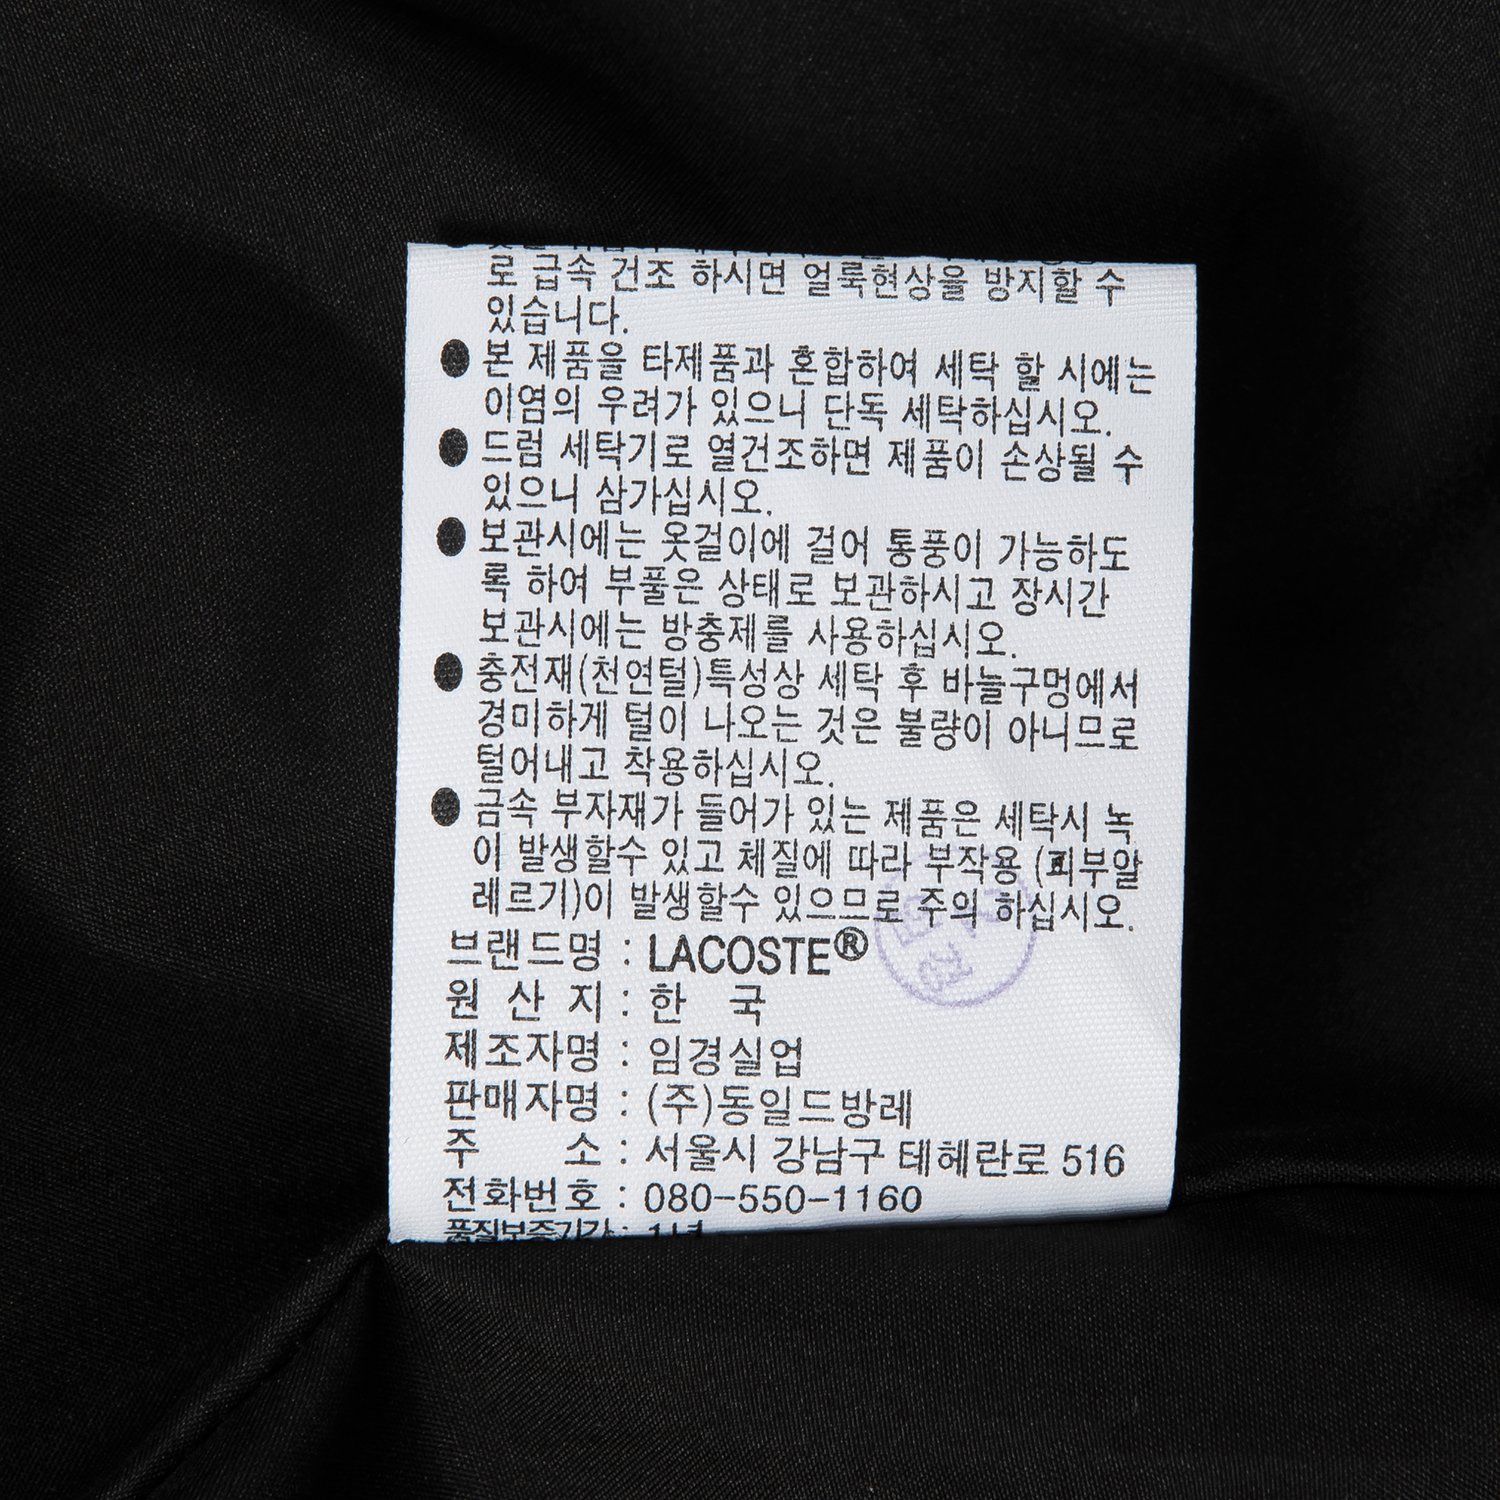 로 급속 건조 하시면 얼룩현상을 방지할 수
있습니다.
● 본 제품을 타제품과 혼합하여 세탁 할 시에는
이염의 우려가 있으니 단독 세탁하십시오.
● 드럼 세탁기로 열건조하면 제품이 손상될 수
있으니 삼가십시오.
● 보관시에는 옷걸이에 걸어 통풍이 가능하도
록 하여 부풀은 상태로 보관하시고 장시간
보관시에는 방충제를 사용하십시오.
● 충전재(천연털)특성상 세탁 후 바늘구멍에서
경미하게 털이 나오는 것은 불량이 아니므로
털어내고 착용하십시오.
● 금속 부자재가 들어가 있는 제품은 세탁시 녹
이 발생할수 있고 체질에 따라 부작용 (피부알
레르기)이 발생할수 있으므로 주의 하십시오.
브랜드명 : LACOSTE®
원 산 지 : 한 국
제조자명 : 임경실업
판매자명 : (주)동일드방레
주 소 : 서울시 강남구 테헤란로 516
전화번호 : 080-550-1160
품질보증기간 : 1년